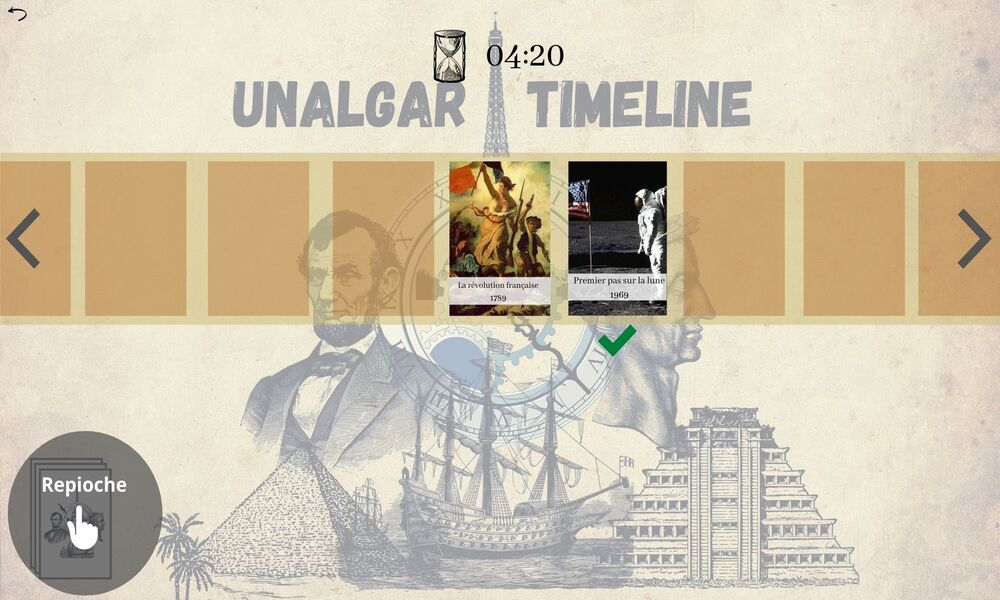 04:20
UNALGAR TIMELINE
La révolution française
1789
Premier pas sur la lune
1969
Repioche